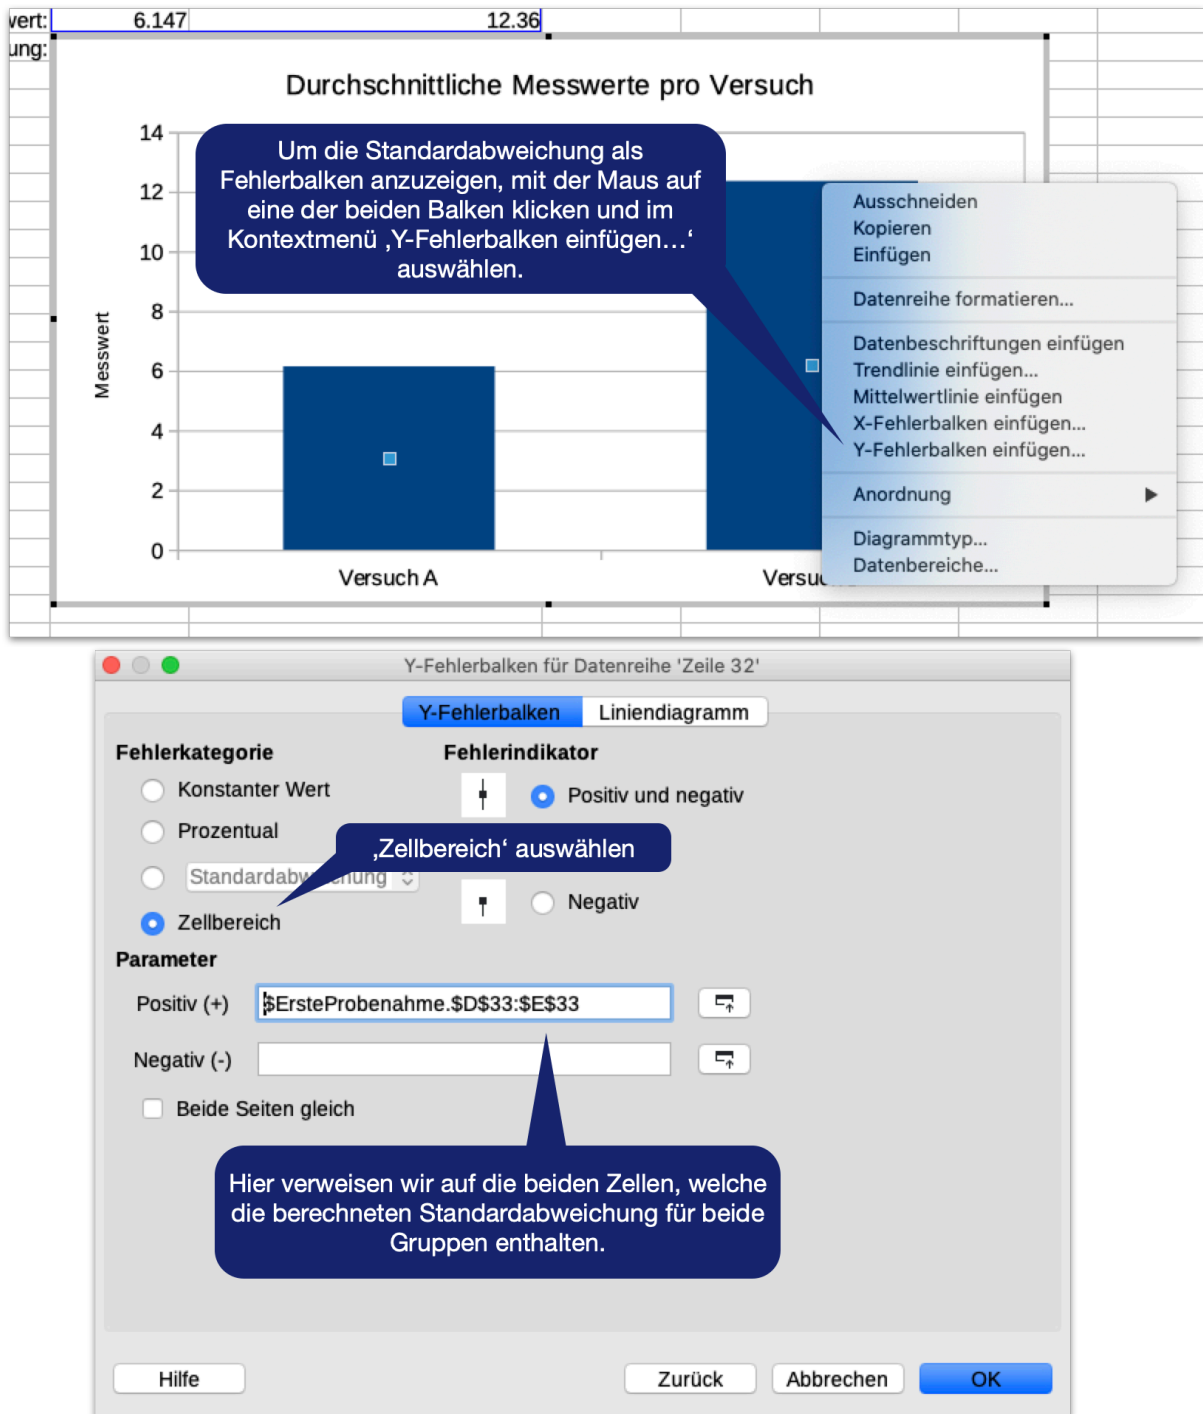 wert: 6.147 12.36
ung:
Durchschnittliche Messwerte pro Versuch
14
12
10
8
6
4
2
0
Messwert
Versuch A
Um die Standardabweichung als
Fehlerbalken anzuzeigen, mit der Maus auf
eine der beiden Balken klicken und im
Kontextmenü ‚Y-Fehlerbalken einfügen…‘
auswählen.
Ausschneiden
Kopieren
Einfügen
Datenreihe formatieren...
Datenbeschriftungen einfügen
Trendlinie einfügen...
Mittelwertlinie einfügen
X-Fehlerbalken einfügen...
Y-Fehlerbalken einfügen...
Anordnung
Diagrammtyp...
Datenbereiche...
Y-Fehlerbalken für Datenreihe 'Zeile 32'
Y-Fehlerbalken Liniendiagramm
Fehlerkategorie
Konstanter Wert
Prozentual
Zellbereich
Fehlerindikator
Positiv und negativ
Negativ
‚Zellbereich‘ auswählen
Parameter
Positiv (+) $ErsteProbenahme.$D$33:$E$33
Negativ (-)
Beide Seiten gleich
Hier verweisen wir auf die beiden Zellen, welche
die berechneten Standardabweichung für beide
Gruppen enthalten.
Hilfe Zurück Abbrechen OK